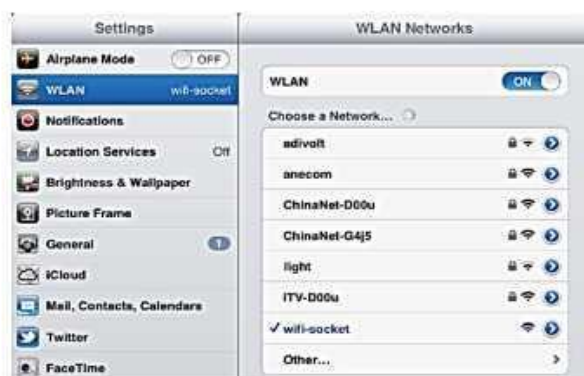 Settings
Airplane Mode OFF
WLAN wifi-socket
Notifications
Location Services Off
Brightness & Wallpaper
Picture Frame
General 1
iCloud
Mail, Contacts, Calendars
Twitter
FaceTime
WLAN Networks
WLAN ON
Choose a Network...
adivolt
anecom
ChinaNet-D00u
ChinaNet-G4j5
light
iTV-D00u
wifi-socket
Other...